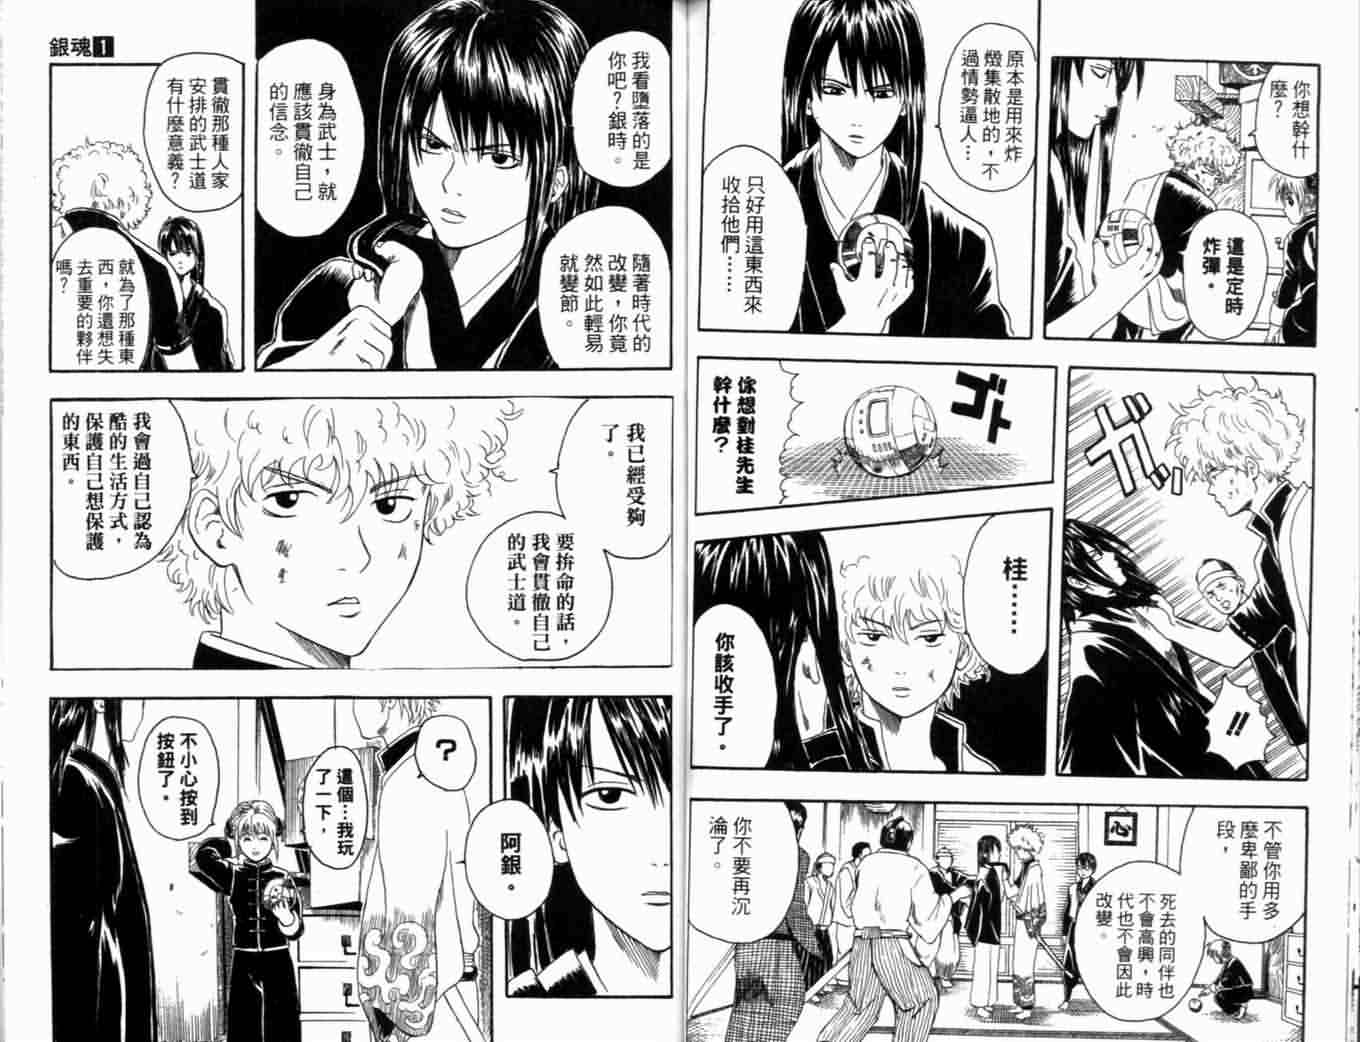 你想幹什
麼？
這是定時
炸彈。
原本是用來炸
燬集散地的，不
過情勢逼人…
只好用這東西來
收拾他們……
ガッ
!!
ゴト
你想對桂先生
幹什麼？
桂……
你該收手了。
不管你用多
麼卑鄙的手
段，
死去的同伴也
不會高興，時
代也不會因此
改變。
心
你不要再沉
淪了。
銀魂1
我看墮落的是
你吧？銀時。
隨著時代的
改變，你竟
然如此輕易
就變節。
身為武士，就
應該貫徹自己
的信念。
貫徹那種人家
安排的武士道
有什麼意義？
就為了那種東
西，你還想失
去重要的夥伴
嗎？
我已經受夠
了。
要拚命的話，
我會貫徹自己
的武士道。
我會過自己認為
酷的生活方式，
保護自己想保護
的東西。
阿銀。
？
這個…我玩
了一下，
不小心按到
按鈕了。